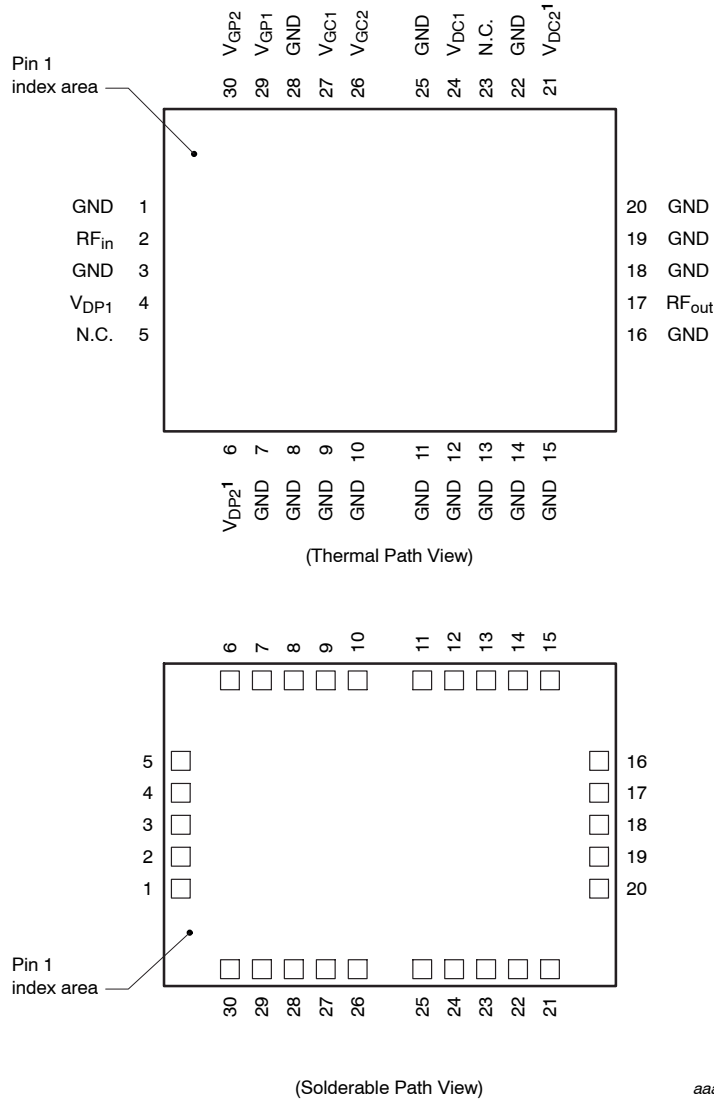 VGP2 VGP1 GND VGC1 VGC2 GND VDC1 N.C. GND VDC2¹
30 29 28 27 26 25 24 23 22 21
Pin 1
index area
GND 1
RFin 2
GND 3
VDP1 4
N.C. 5
20 GND
19 GND
18 GND
17 RFout
16 GND
6 7 8 9 10 11 12 13 14 15
VDP2¹ GND GND GND GND GND GND GND GND GND
(Thermal Path View)
6 7 8 9 10 11 12 13 14 15
5
4
3
2
1
16
17
18
19
20
Pin 1
index area
30 29 28 27 26 25 24 23 22 21
(Solderable Path View)
aaa